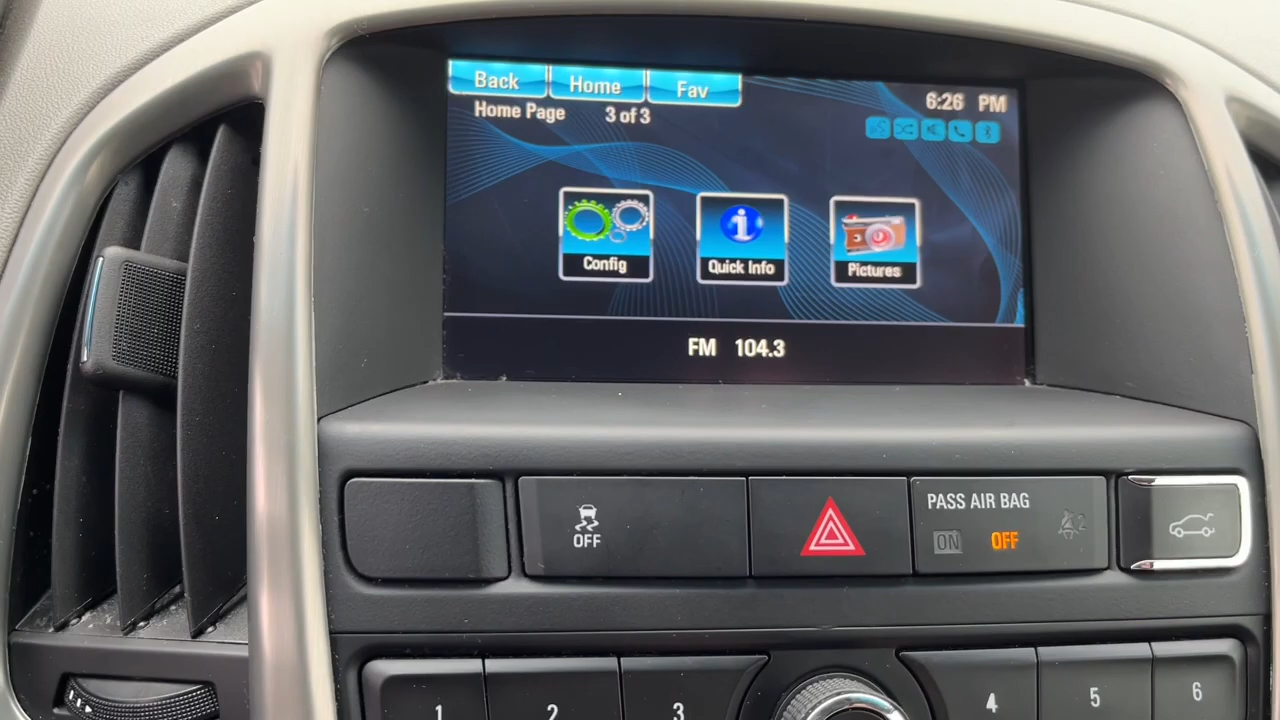 Back Home Fav
Home Page 3 of 3
6:26 PM
Config
Quick Info
Pictures
FM 104.3
OFF
PASS AIR BAG
ON OFF 2
1 2 3 4 5 6